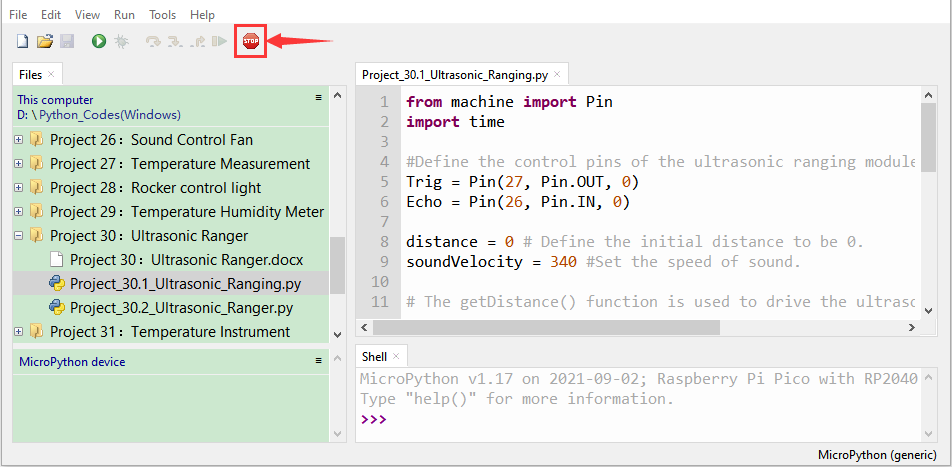 File Edit View Run Tools Help
STOP
Files
This computer
D: \ Python_Codes(Windows)
Project 26：Sound Control Fan
Project 27：Temperature Measurement
Project 28：Rocker control light
Project 29：Temperature Humidity Meter
Project 30：Ultrasonic Ranger
Project 30：Ultrasonic Ranger.docx
Project_30.1_Ultrasonic_Ranging.py
Project_30.2_Ultrasonic_Ranger.py
Project 31：Temperature Instrument
MicroPython device
Project_30.1_Ultrasonic_Ranging.py
1 from machine import Pin
2 import time
3
4 #Define the control pins of the ultrasonic ranging module
5 Trig = Pin(27, Pin.OUT, 0)
6 Echo = Pin(26, Pin.IN, 0)
7
8 distance = 0 # Define the initial distance to be 0.
9 soundVelocity = 340 #Set the speed of sound.
10
11 # The getDistance() function is used to drive the ultraso
Shell
MicroPython v1.17 on 2021-09-02; Raspberry Pi Pico with RP2040
Type "help()" for more information.
>>>
MicroPython (generic)